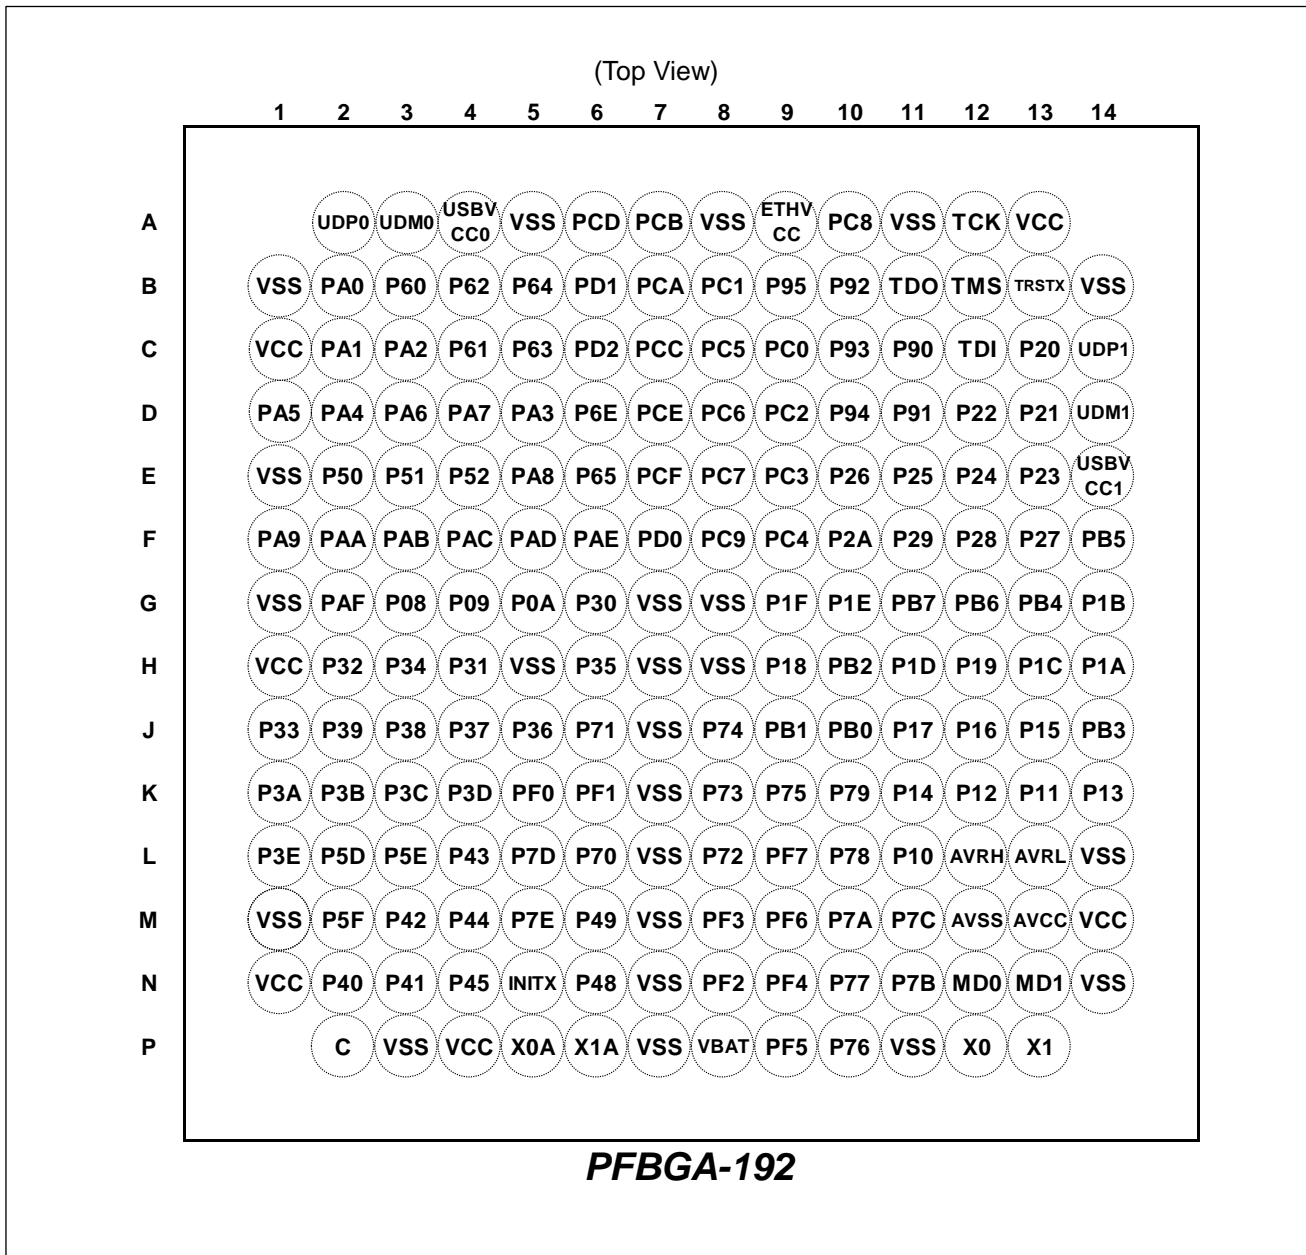 (Top View)
1 2 3 4 5 6 7 8 9 10 11 12 13 14
A UDP0 UDM0 USBV CC0 VSS PCD PCB VSS ETHV CC PC8 VSS TCK VCC
B VSS PA0 P60 P62 P64 PD1 PCA PC1 P95 P92 TDO TMS TRSTX VSS
C VCC PA1 PA2 P61 P63 PD2 PCC PC5 PC0 P93 P90 TDI P20 UDP1
D PA5 PA4 PA6 PA7 PA3 P6E PCE PC6 PC2 P94 P91 P22 P21 UDM1
E VSS P50 P51 P52 PA8 P65 PCF PC7 PC3 P26 P25 P24 P23 USBV CC1
F PA9 PAA PAB PAC PAD PAE PD0 PC9 PC4 P2A P29 P28 P27 PB5
G VSS PAF P08 P09 P0A P30 VSS VSS P1F P1E PB7 PB6 PB4 P1B
H VCC P32 P34 P31 VSS P35 VSS VSS P18 PB2 P1D P19 P1C P1A
J P33 P39 P38 P37 P36 P71 VSS P74 PB1 PB0 P17 P16 P15 PB3
K P3A P3B P3C P3D PF0 PF1 VSS P73 P75 P79 P14 P12 P11 P13
L P3E P5D P5E P43 P7D P70 VSS P72 PF7 P78 P10 AVRH AVRL VSS
M VSS P5F P42 P44 P7E P49 VSS PF3 PF6 P7A P7C AVSS AVCC VCC
N VCC P40 P41 P45 INITX P48 VSS PF2 PF4 P77 P7B MD0 MD1 VSS
P C VSS VCC X0A X1A VSS VBAT PF5 P76 VSS X0 X1
PFBGA-192